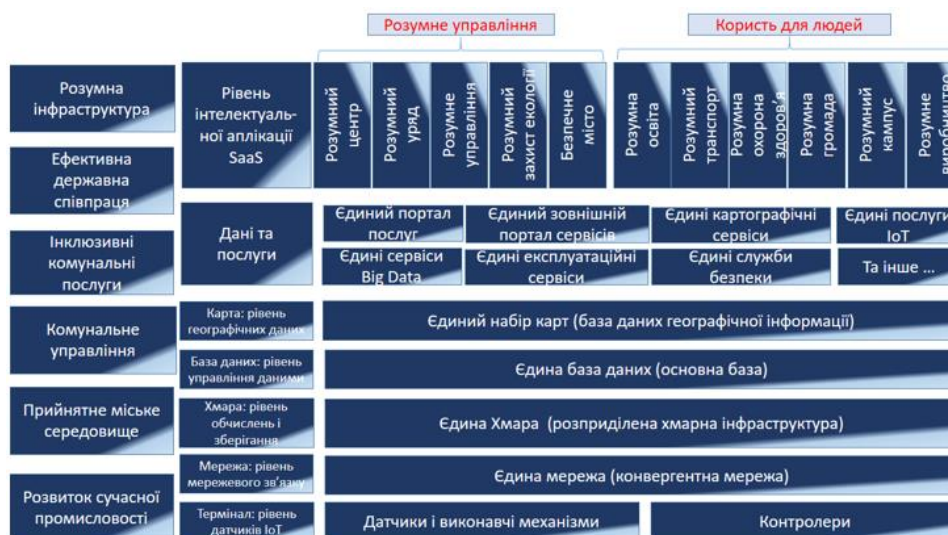 Розумне управління
Користь для людей
Розумна
інфраструктура
Ефективна
державна
співпраця
Інклюзивні
комунальні
послуги
Комунальне
управління
Прийнятне міське
середовище
Розвиток сучасної
промисловості
Рівень
інтелектуаль-
ної аплікації
SaaS
Розумний
центр
Розумний
уряд
Розумне
управління
Розумний
захист екології
Безпечне
місто
Розумна
освіта
Розумний
транспорт
Розумна
охорона
здоров'я
Розумна
громада
Розумний
кампус
Розумне
Дані та
послуги
Єдиний портал
послуг
Єдиний зовнішній
портал сервісів
Єдині картографічні
сервіси
Єдині послуги
IoT
Єдині сервіси
Big Data
Єдині експлуатаційні
сервіси
Єдині служби
безпеки
Та інше ...
Карта: рівень
географічних даних
Єдиний набір карт (база даних географічної інформації)
База даних: рівень
управління даними
Єдина база даних (основна база)
Хмара: рівень
обчислень і
зберігання
Єдина Хмара (розприділена хмарна інфраструктура)
Мережа: рівень
мережевого зв'язку
Єдина мережа (конвергентна мережа)
Термінал: рівень
датчиків IoT
Датчики і виконавчі механізми
Контролери